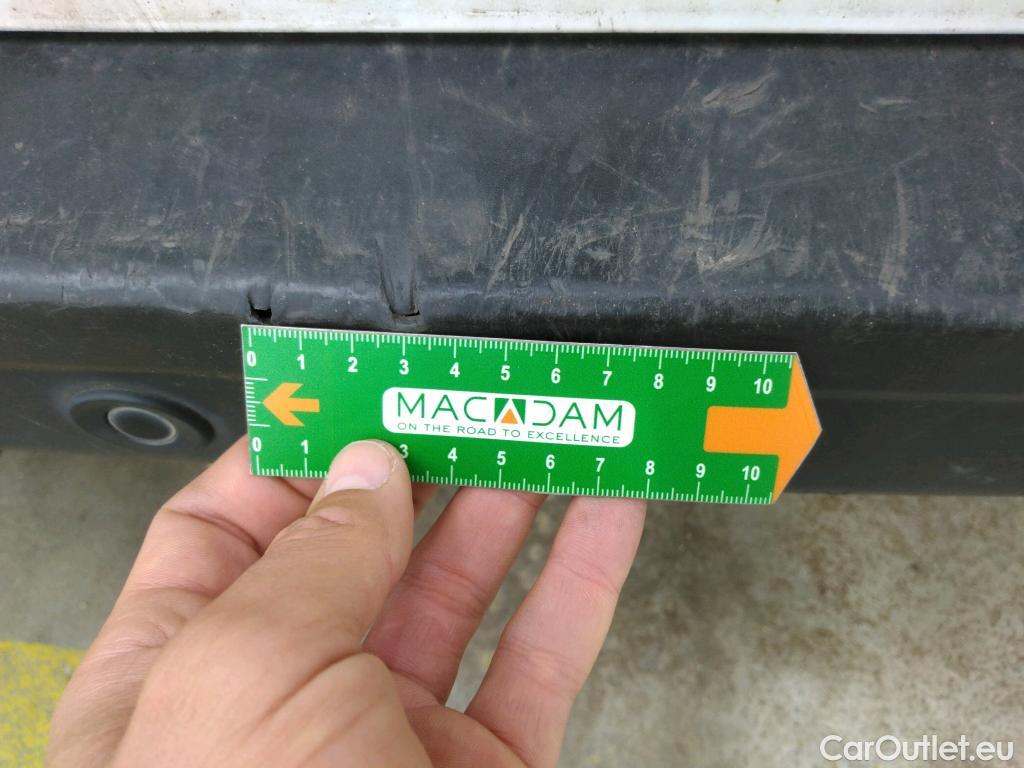 0 1 2 3 4 5 6 7 8 9 10
MACADAM
ON THE ROAD TO EXCELLENCE
0 1 3 4 5 6 7 8 9 10
CarOutlet.eu